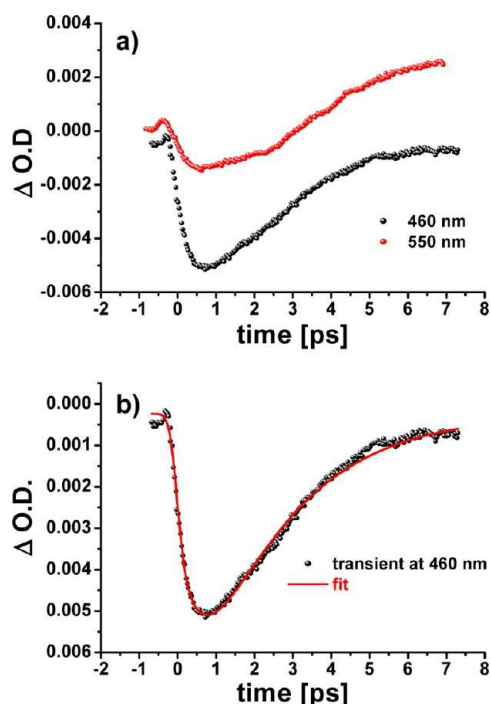 a)
0.004
0.002
0.000
-0.002
-0.004
-0.006
Δ O.D
460 nm
550 nm
-2 -1 0 1 2 3 4 5 6 7 8
time [ps]
b)
0.000
0.001
0.002
0.003
0.004
0.005
0.006
Δ O.D.
transient at 460 nm
fit
-2 -1 0 1 2 3 4 5 6 7 8
time [ps]